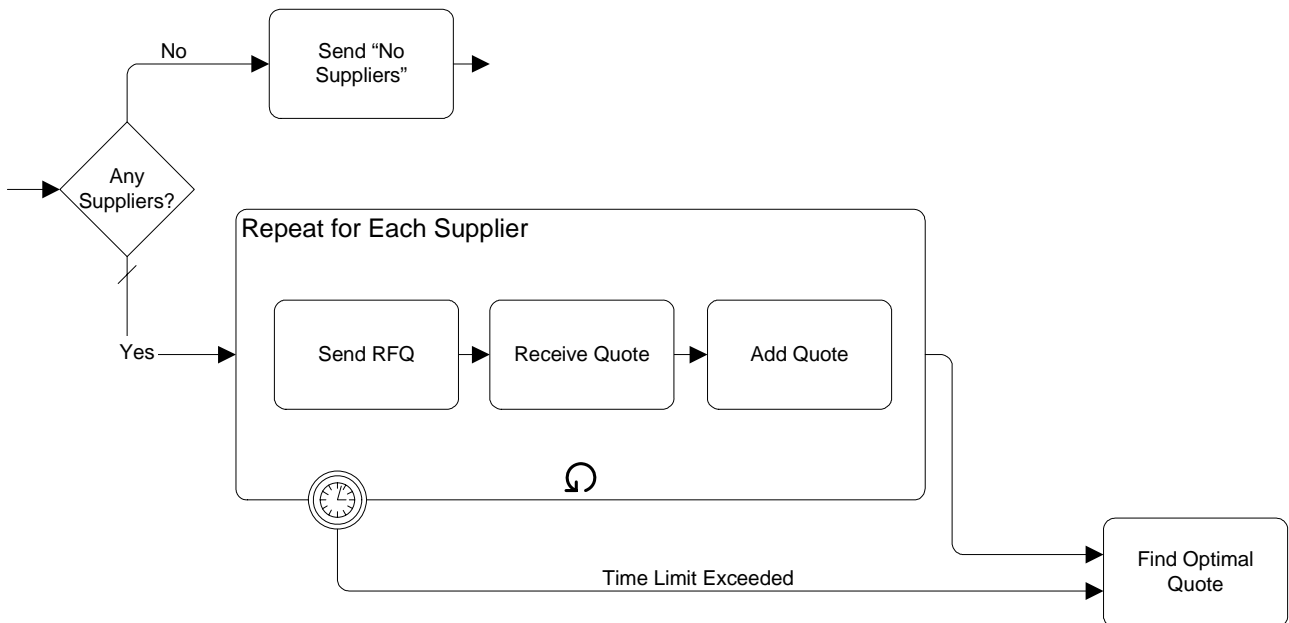 No
Send “No
Suppliers”
Any
Suppliers?
Repeat for Each Supplier
Send RFQ
Receive Quote
Add Quote
Yes
Time Limit Exceeded
Find Optimal
Quote